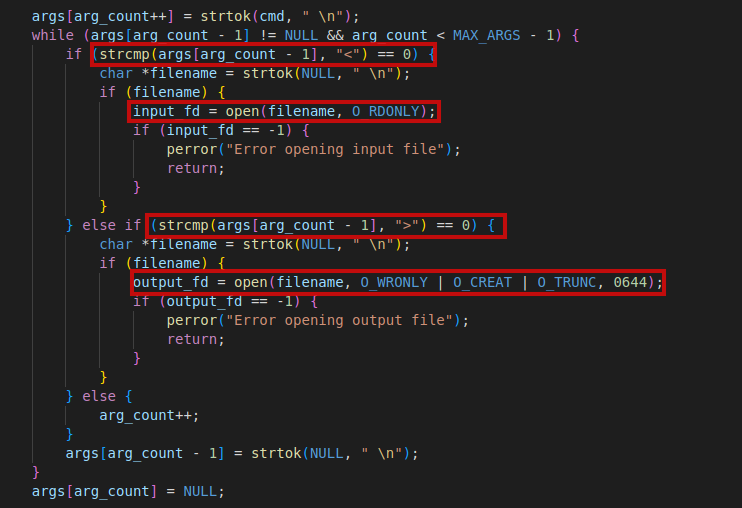 args[arg_count++] = strtok(cmd, " \n");
while (args[arg_count - 1] != NULL && arg_count < MAX_ARGS - 1) {
if (strcmp(args[arg_count - 1], "<") == 0) {
char *filename = strtok(NULL, " \n");
if (filename) {
input_fd = open(filename, O_RDONLY);
if (input_fd == -1) {
perror("Error opening input file");
return;
}
}
} else if (strcmp(args[arg_count - 1], ">") == 0) {
char *filename = strtok(NULL, " \n");
if (filename) {
output_fd = open(filename, O_WRONLY | O_CREAT | O_TRUNC, 0644);
if (output_fd == -1) {
perror("Error opening output file");
return;
}
}
} else {
arg_count++;
}
args[arg_count - 1] = strtok(NULL, " \n");
}
args[arg_count] = NULL;